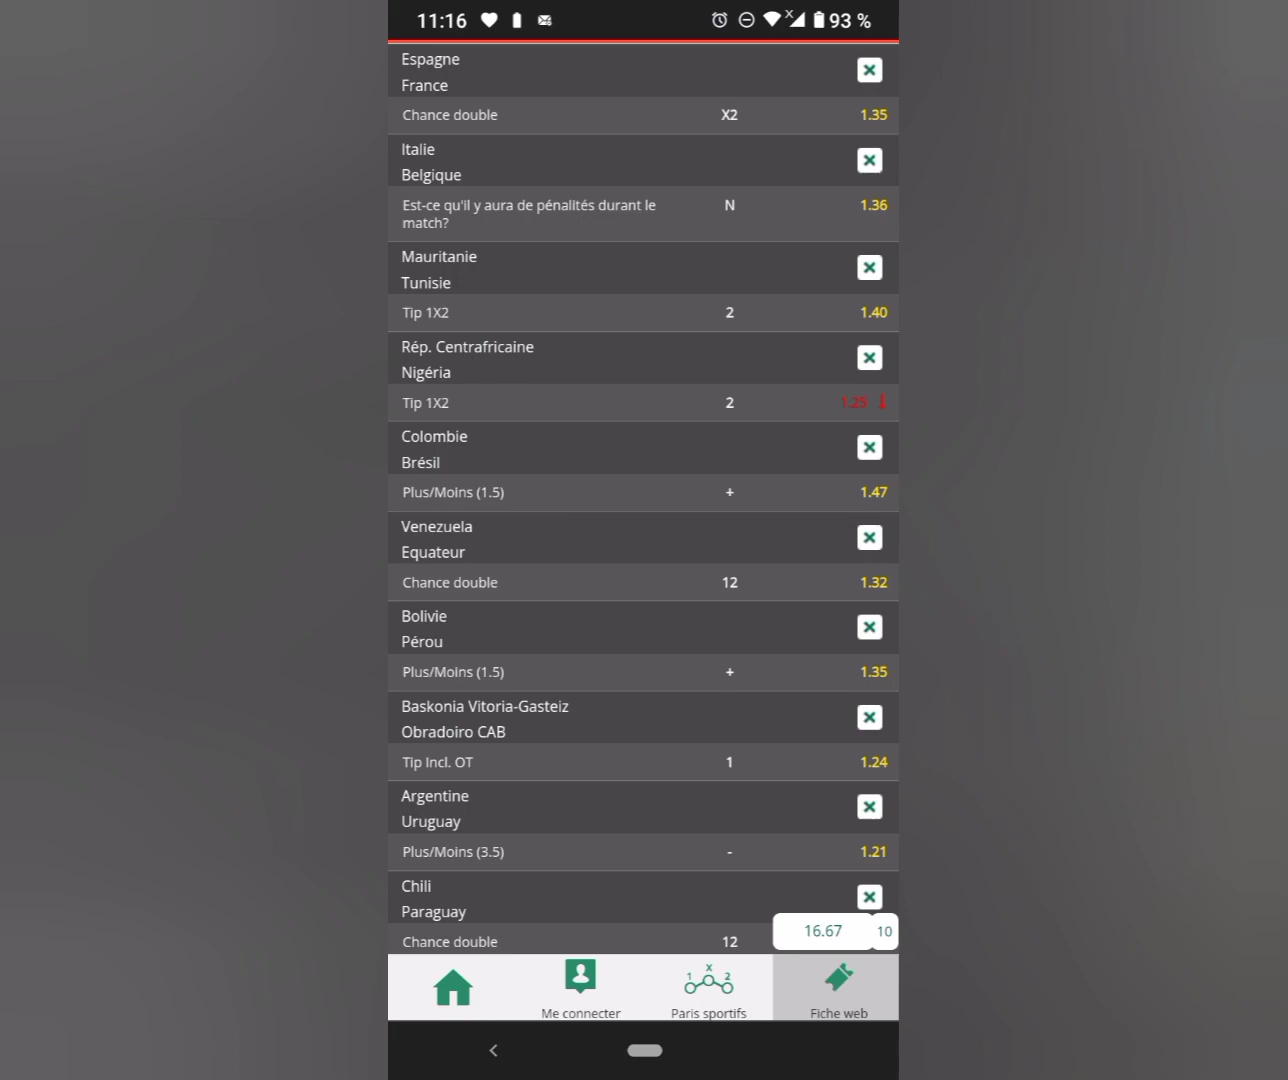 11:16
93 %
Espagne
France
Chance double X2 1.35
Italie
Belgique
Est-ce qu'il y aura de pénalités durant le N 1.36
match?
Mauritanie
Tunisie
Tip 1X2 2 1.40
Rép. Centrafricaine
Nigéria
Tip 1X2 2 1.25
Colombie
Brésil
Plus/Moins (1.5) + 1.47
Venezuela
Equateur
Chance double 12 1.32
Bolivie
Pérou
Plus/Moins (1.5) + 1.35
Baskonia Vitoria-Gasteiz
Obradoiro CAB
Tip Incl. OT 1 1.24
Argentine
Uruguay
Plus/Moins (3.5) - 1.21
Chili
Paraguay
16.67 10
Chance double 12
1 X 2
Me connecter Paris sportifs Fiche web